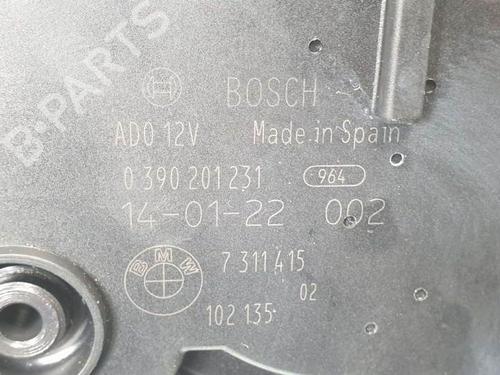 B-PARTS
BOSCH
ADO 12V Made in Spain
0 390 201 231 964
14-01-22 002
BMW 7 311 415
102 135 02